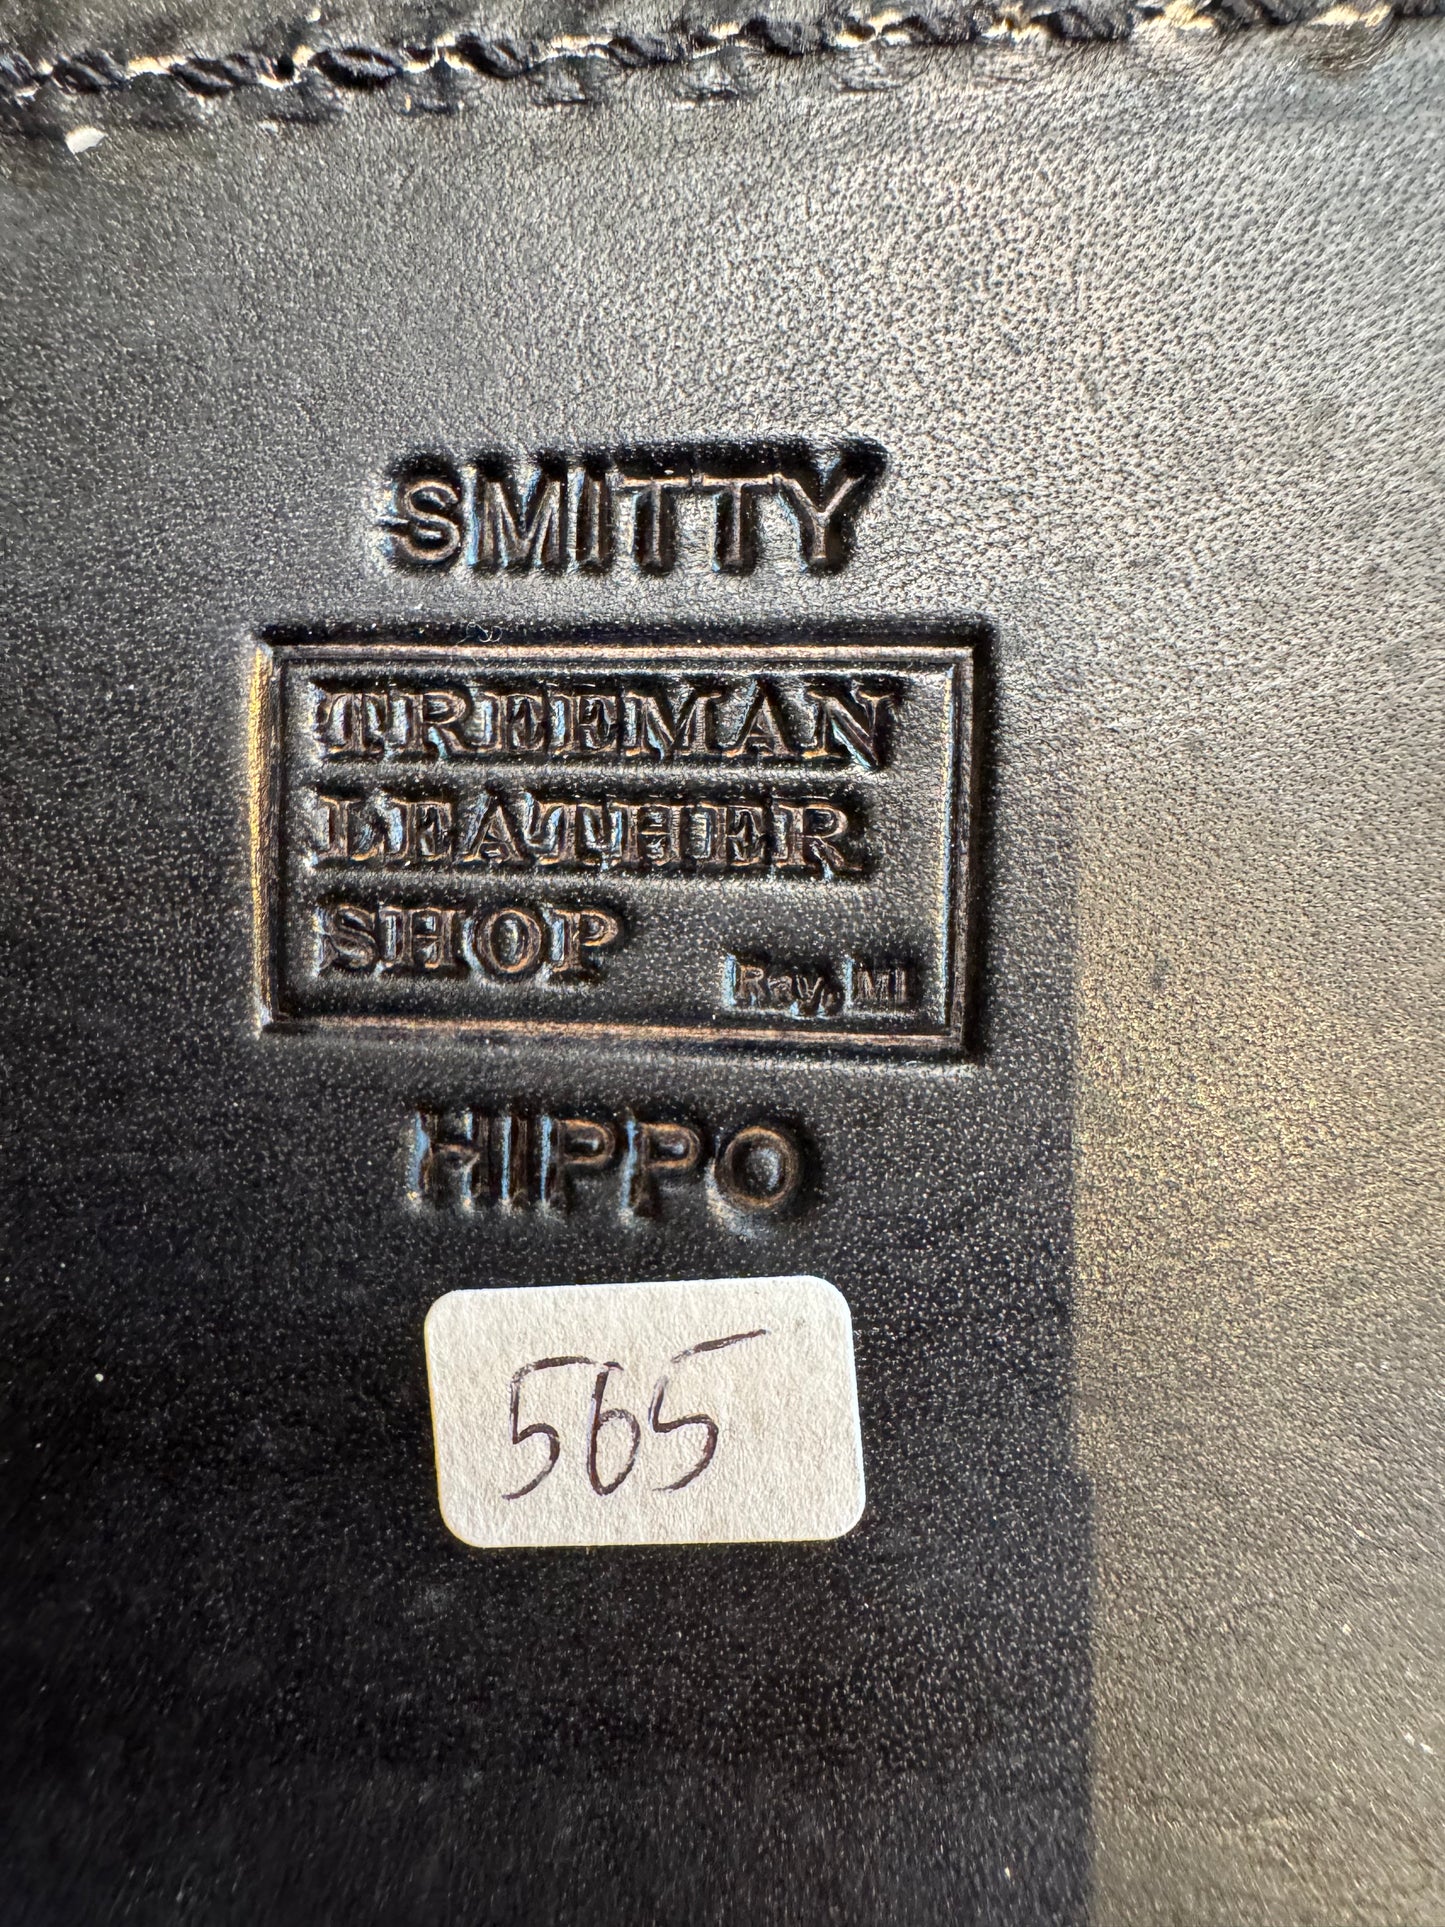 SMITTY
TREEMAN
LEATHER
SHOP
Ray, MI
HIPPO
565